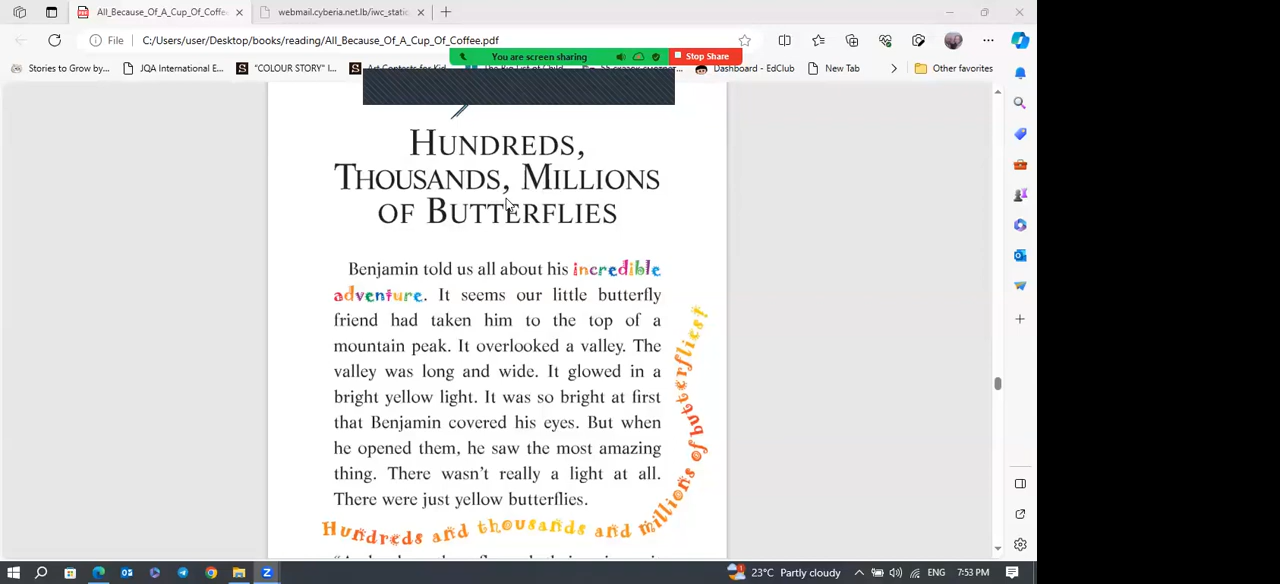 All_Because_Of_A_Cup_Of_Coffe
webmail.cyberia.net.lb/iwc_static
File
C:/Users/user/Desktop/books/reading/All_Because_Of_A_Cup_Of_Coffee.pdf
You are screen sharing
Stop Share
Stories to Grow by...
JQA International E...
"COLOUR STORY" I...
Dashboard - EdClub
New Tab
Other favorites
HUNDREDS,
THOUSANDS, MILLIONS
OF BUTTERFLIES
Benjamin told us all about his incredible
adventure. It seems our little butterfly
friend had taken him to the top of a
mountain peak. It overlooked a valley. The
valley was long and wide. It glowed in a
bright yellow light. It was so bright at first
that Benjamin covered his eyes. But when
he opened them, he saw the most amazing
thing. There wasn't really a light at all.
There were just yellow butterflies.
Hundreds and thousands and millions of butterflies!
23°C Partly cloudy
ENG
7:53 PM